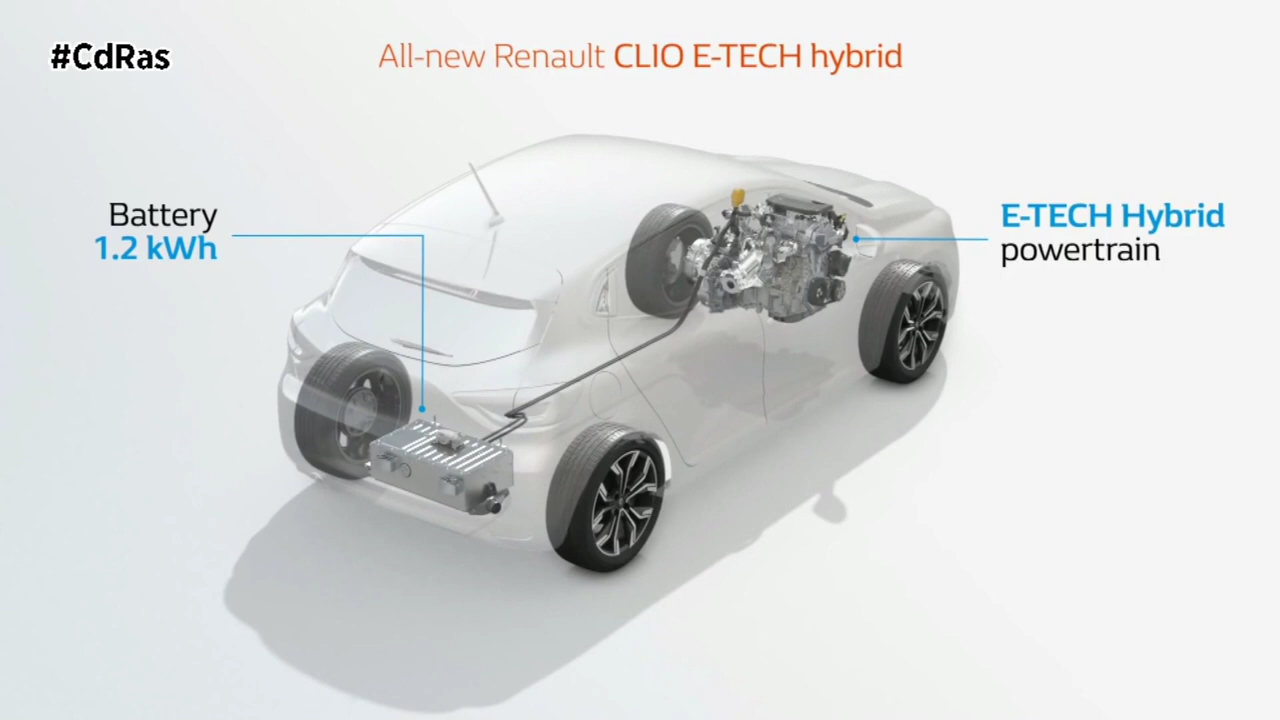 #CdRas
All-new Renault CLIO E-TECH hybrid
Battery
1.2 kWh
E-TECH Hybrid
powertrain